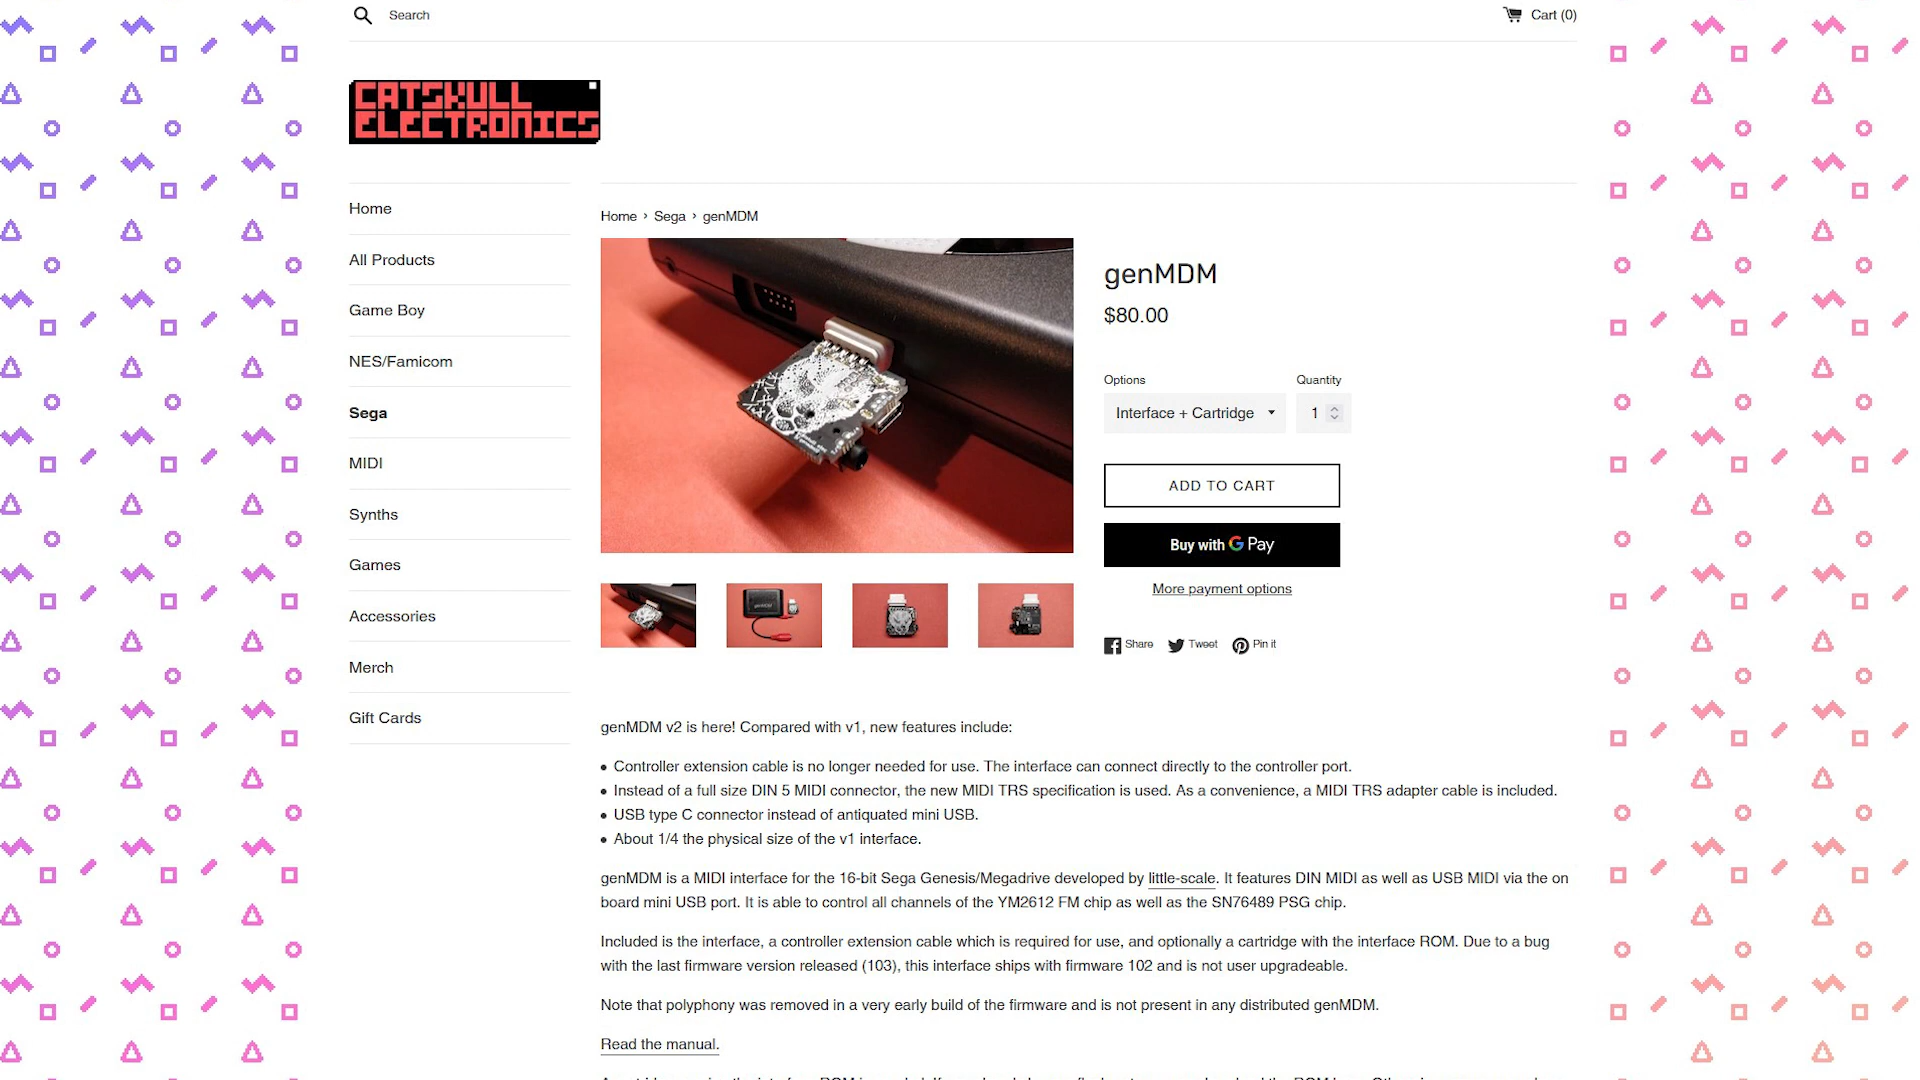 Search
Cart (0)
CATSKULL
ELECTRONICS
Home
All Products
Game Boy
NES/Famicom
Sega
MIDI
Synths
Games
Accessories
Merch
Gift Cards
Home › Sega › genMDM
genMDM
$80.00
Options
Quantity
Interface + Cartridge
1
ADD TO CART
Buy with G Pay
More payment options
Share
Tweet
Pin it
genMDM v2 is here! Compared with v1, new features include:
Controller extension cable is no longer needed for use. The interface can connect directly to the controller port.
Instead of a full size DIN 5 MIDI connector, the new MIDI TRS specification is used. As a convenience, a MIDI TRS adapter cable is included.
USB type C connector instead of antiquated mini USB.
About 1/4 the physical size of the v1 interface.
genMDM is a MIDI interface for the 16-bit Sega Genesis/Megadrive developed by little-scale. It features DIN MIDI as well as USB MIDI via the on
board mini USB port. It is able to control all channels of the YM2612 FM chip as well as the SN76489 PSG chip.
Included is the interface, a controller extension cable which is required for use, and optionally a cartridge with the interface ROM. Due to a bug
with the last firmware version released (103), this interface ships with firmware 102 and is not user upgradeable.
Note that polyphony was removed in a very early build of the firmware and is not present in any distributed genMDM.
Read the manual.